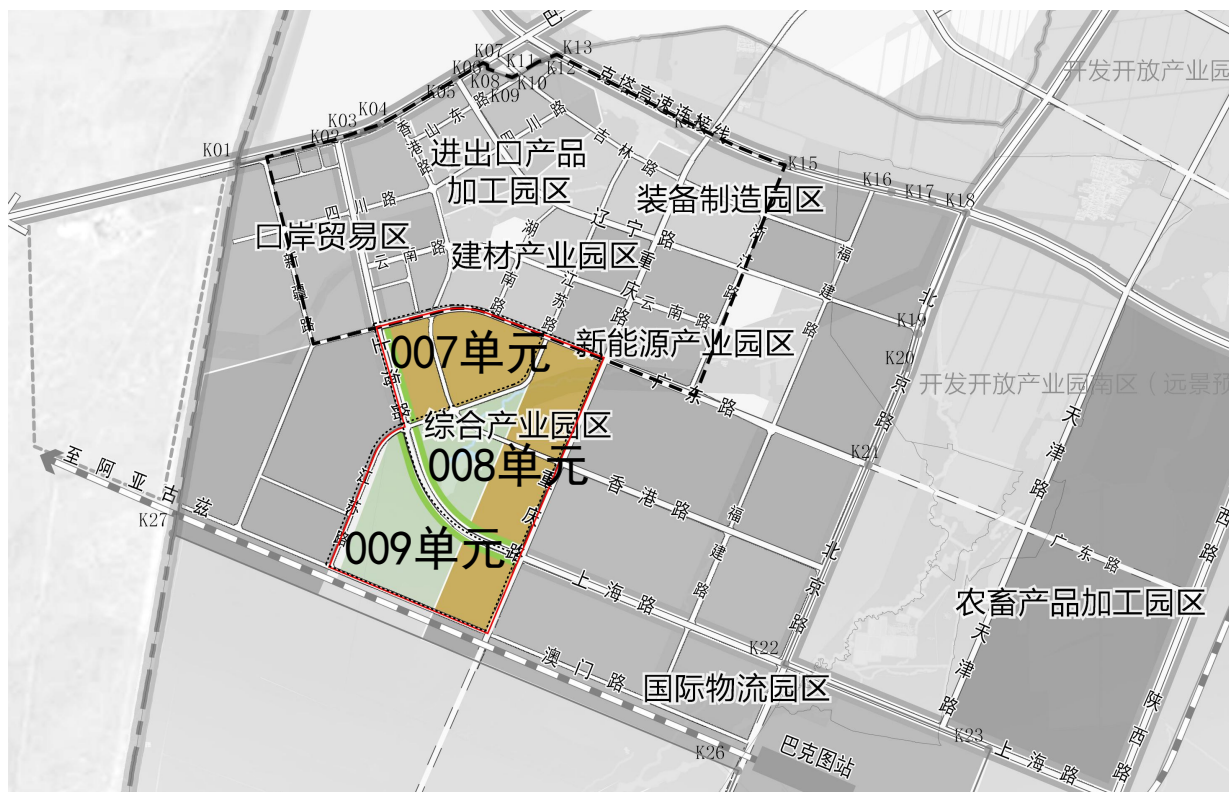 巴
K07
K13
K11
K12
K06
K08
K10
K05
K09
克塔高速连接线
开发开放产业园
K04
K03
K02
K01
香港路
山东路
四川路
吉林路
进出口产品
加工园区
K15
K16
K17
K18
装备制造园区
四川路
口岸贸易区
云南路
新疆路
建材产业园区
湖南路
江苏路
辽宁路
重庆路
云南路
浙江路
福建路
北京路
K19
K20
新能源产业园区
007单元
上海路
广东路
开发开放产业园南区（远景预
天津路
综合产业园区
008单元
重庆路
香港路
K21
至阿亚古兹
K27
江苏路
009单元
福建路
北京路
广东路
陕西路
上海路
农畜产品加工园区
天津路
K22
澳门路
国际物流园区
K26
巴克图站
K23
上海路
陕西路